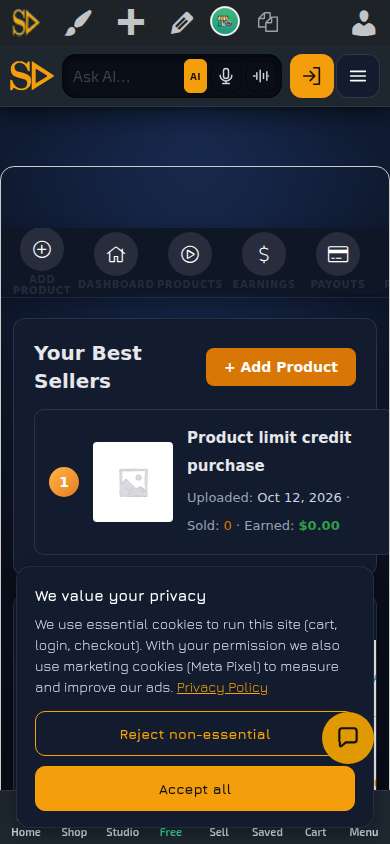 Ask AI...
AI
ADD PRODUCT
DASHBOARD
PRODUCTS
EARNINGS
PAYOUTS
Your Best
Sellers
+ Add Product
1
Product limit credit
purchase
Uploaded: Oct 12, 2026 ·
Sold: 0 · Earned: $0.00
We value your privacy
We use essential cookies to run this site (cart,
login, checkout). With your permission we also
use marketing cookies (Meta Pixel) to measure
and improve our ads. Privacy Policy
Reject non-essential
Accept all
Home Shop Studio Free Sell Saved Cart Menu